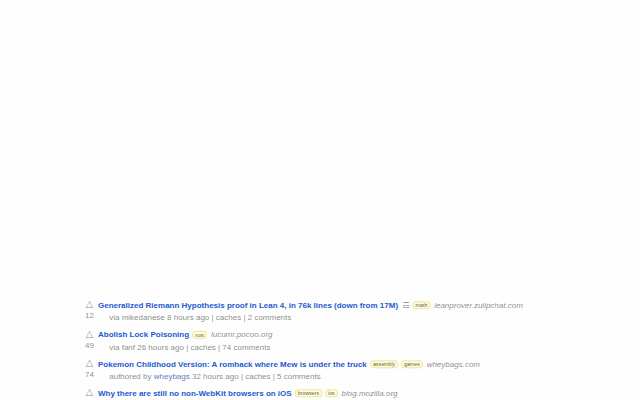 Generalized Riemann Hypothesis proof in Lean 4, in 76k lines (down from 17M) math leanprover.zulipchat.com
12 via mikedanese 8 hours ago | caches | 2 comments
Abolish Lock Poisoning rust lucumr.pocoo.org
49 via fanf 26 hours ago | caches | 74 comments
Pokemon Childhood Version: A romhack where Mew is under the truck assembly games wheybags.com
74 authored by wheybags 32 hours ago | caches | 5 comments
Why there are still no non-WebKit browsers on iOS browsers ios blog.mozilla.org